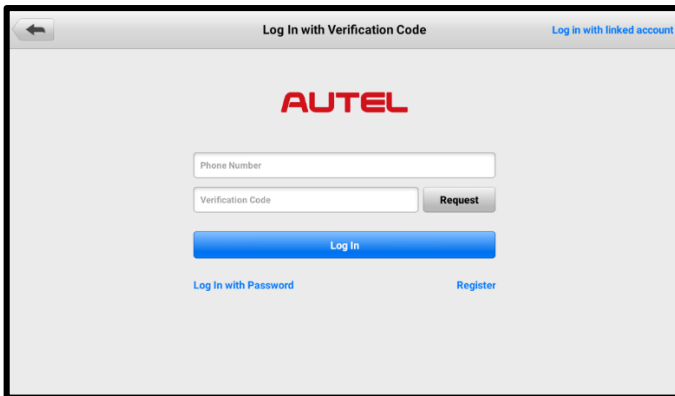 Log In with Verification Code
Log in with linked account
AUTEL
Phone Number
Verification Code
Request
Log In
Log In with Password
Register